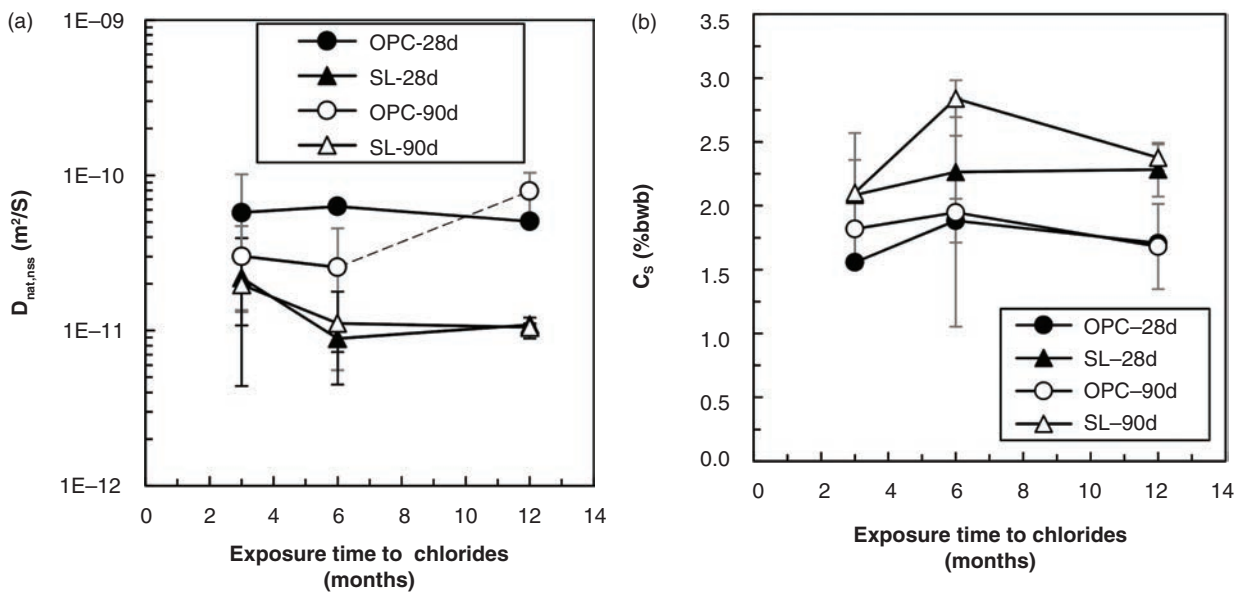 (a)
1E−09
1E−10
1E−11
1E−12
D nat,nss (m²/S)
OPC-28d
SL-28d
OPC-90d
SL-90d
0 2 4 6 8 10 12 14
Exposure time to chlorides
(months)
(b)
3.5
3.0
2.5
2.0
1.5
1.0
0.5
0.0
Cs (%bwb)
OPC–28d
SL–28d
OPC–90d
SL–90d
0 2 4 6 8 10 12 14
Exposure time to chlorides
(months)